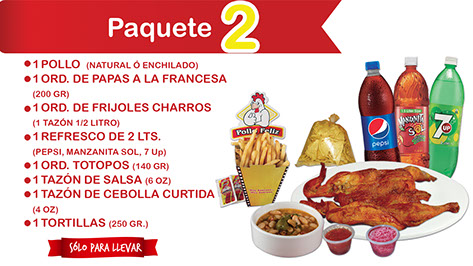 Paquete 2
1 POLLO (NATURAL Ó ENCHILADO)
1 ORD. DE PAPAS A LA FRANCESA
(200 GR)
1 ORD. DE FRIJOLES CHARROS
(1 TAZÓN 1/2 LITRO)
1 REFRESCO DE 2 LTS.
(PEPSI, MANZANITA SOL, 7 Up)
1 ORD. TOTOPOS (140 GR)
1 TAZÓN DE SALSA (6 OZ)
1 TAZÓN DE CEBOLLA CURTIDA
(4 OZ)
1 TORTILLAS (250 GR.)
SÓLO PARA LLEVAR
Pollo Feliz
pepsi
MANZANITA
SOL
7UP